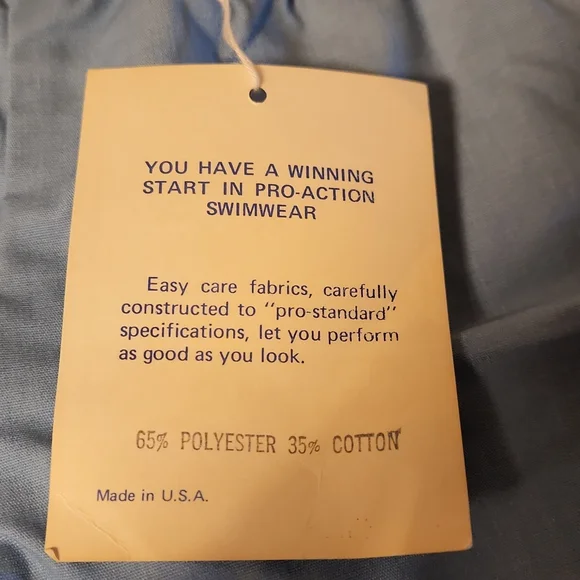 YOU HAVE A WINNING
START IN PRO-ACTION
SWIMWEAR
Easy care fabrics, carefully
constructed to "pro-standard"
specifications, let you perform
as good as you look.
65% POLYESTER 35% COTTON
Made in U.S.A.